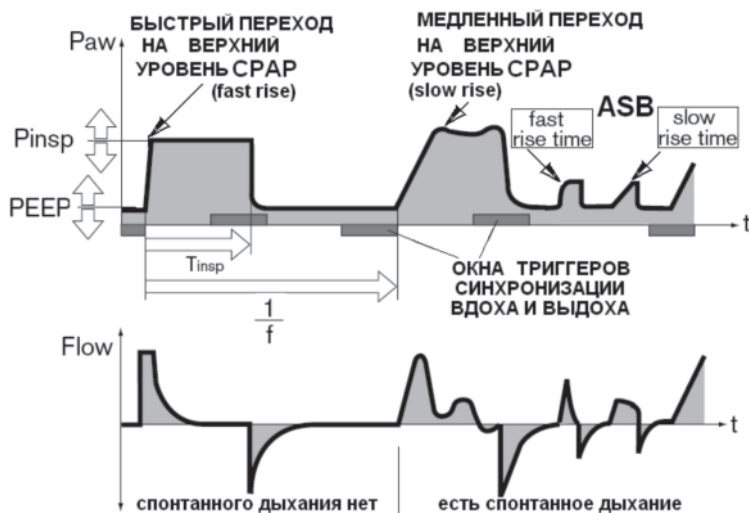 Paw
БЫСТРЫЙ ПЕРЕХОД
НА ВЕРХНИЙ
УРОВЕНЬ CPAP
(fast rise)
МЕДЛЕННЫЙ ПЕРЕХОД
НА ВЕРХНИЙ
УРОВЕНЬ CPAP
(slow rise)
ASB
fast
rise time
slow
rise time
Pinsp
PEEP
t
Tinsp
1
f
ОКНА ТРИГГЕРОВ
СИНХРОНИЗАЦИИ
ВДОХА И ВЫДОХА
Flow
t
спонтанного дыхания нет
есть спонтанное дыхание